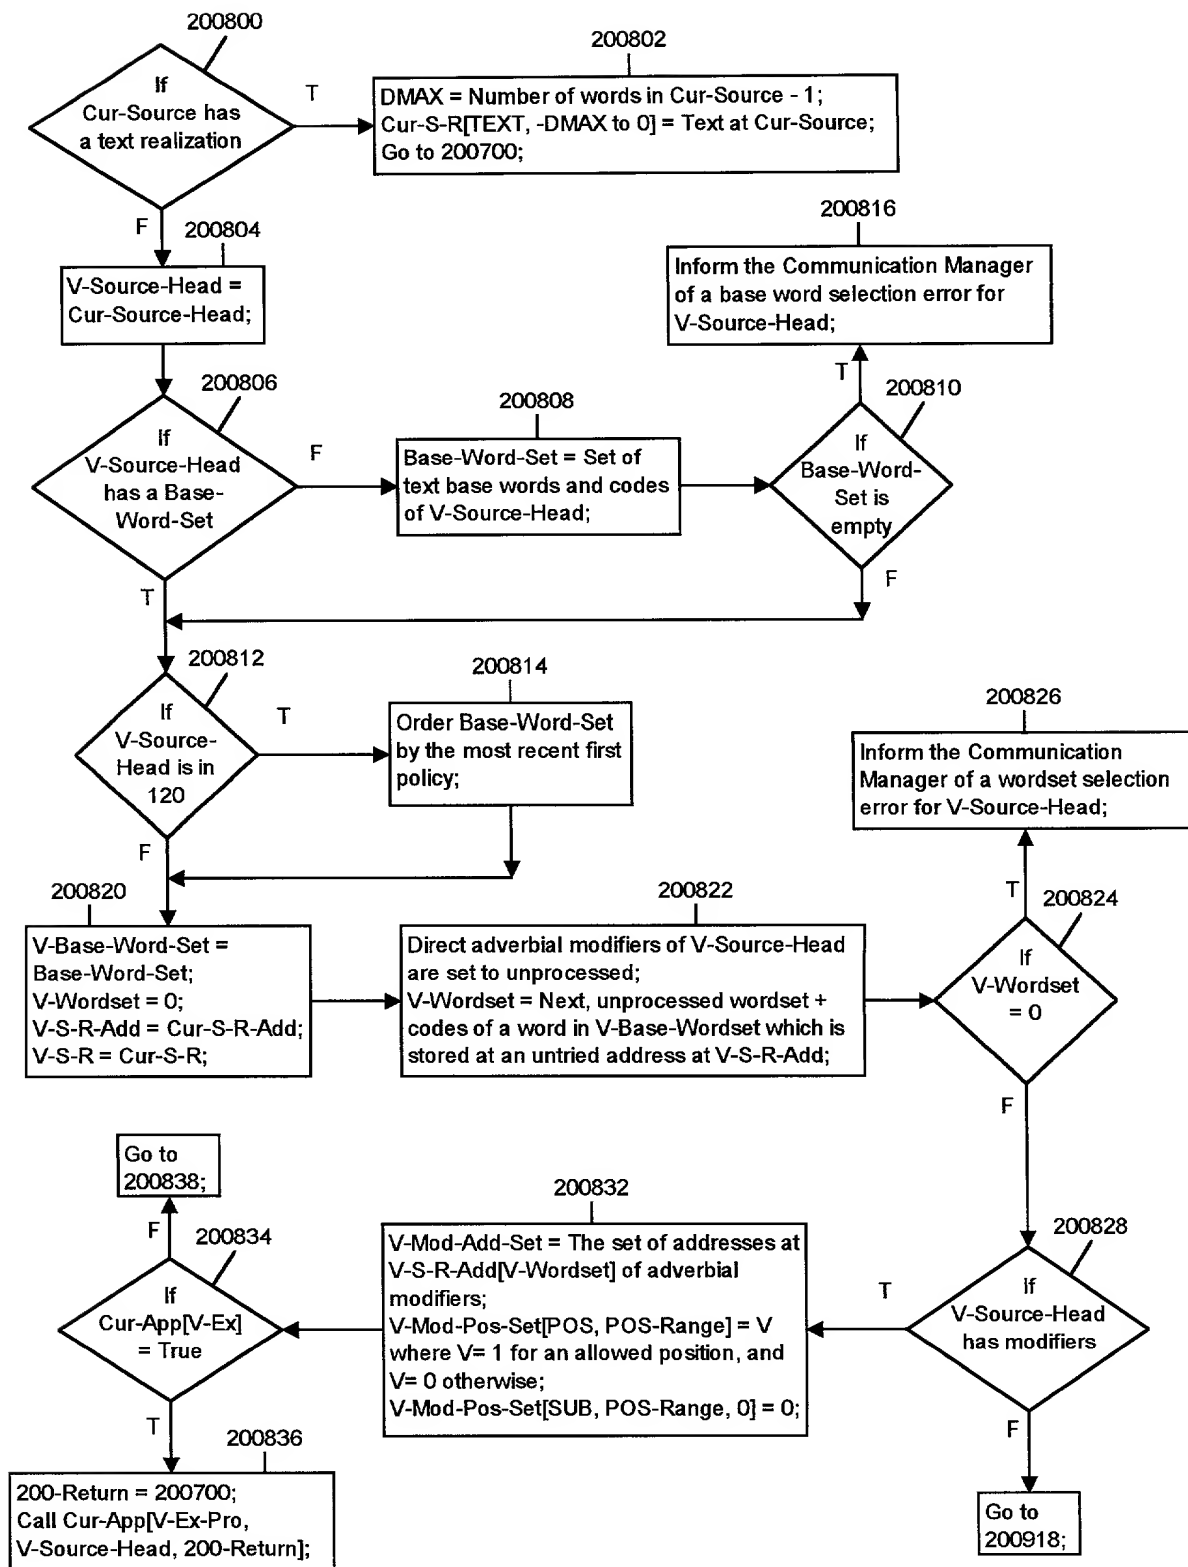 200800
If
Cur-Source has
a text realization
T
200802
DMAX = Number of words in Cur-Source - 1;
Cur-S-R[TEXT, -DMAX to 0] = Text at Cur-Source;
Go to 200700;
F
200804
V-Source-Head =
Cur-Source-Head;
200816
Inform the Communication Manager
of a base word selection error for
V-Source-Head;
200806
If
V-Source-Head
has a Base-
Word-Set
F
200808
Base-Word-Set = Set of
text base words and codes
of V-Source-Head;
T
200810
If
Base-Word-
Set is
empty
T
F
200812
If
V-Source-
Head is in
120
T
200814
Order Base-Word-Set
by the most recent first
policy;
200826
Inform the Communication
Manager of a wordset selection
error for V-Source-Head;
F
200820
V-Base-Word-Set =
Base-Word-Set;
V-Wordset = 0;
V-S-R-Add = Cur-S-R-Add;
V-S-R = Cur-S-R;
200822
Direct adverbial modifiers of V-Source-Head
are set to unprocessed;
V-Wordset = Next, unprocessed wordset +
codes of a word in V-Base-Wordset which is
stored at an untried address at V-S-R-Add;
T
200824
If
V-Wordset
= 0
F
Go to
200838;
F
200834
If
Cur-App[V-Ex]
= True
200832
V-Mod-Add-Set = The set of addresses at
V-S-R-Add[V-Wordset] of adverbial
modifiers;
V-Mod-Pos-Set[POS, POS-Range] = V
where V= 1 for an allowed position, and
V= 0 otherwise;
V-Mod-Pos-Set[SUB, POS-Range, 0] = 0;
T
200828
If
V-Source-Head
has modifiers
T
200836
200-Return = 200700;
Call Cur-App[V-Ex-Pro,
V-Source-Head, 200-Return];
F
Go to
200918;